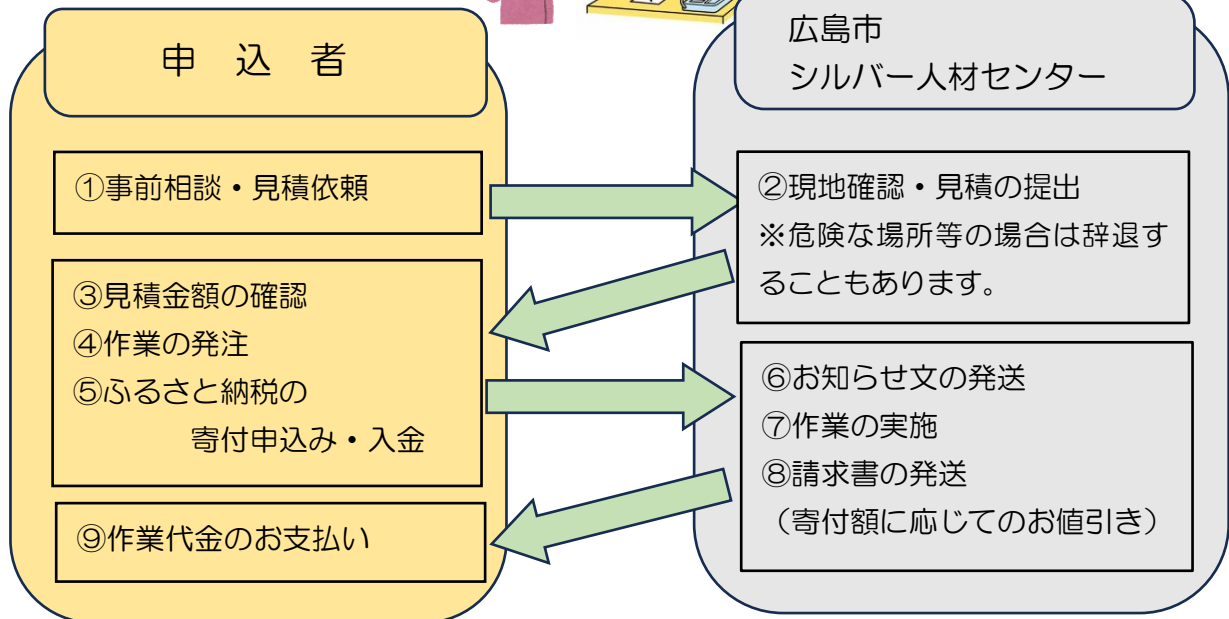 申 込 者
広島市
シルバー人材センター
①事前相談・見積依頼
②現地確認・見積の提出
※危険な場所等の場合は辞退す
ることもあります。
③見積金額の確認
④作業の発注
⑤ふるさと納税の
寄付申込み・入金
⑥お知らせ文の発送
⑦作業の実施
⑧請求書の発送
（寄付額に応じてのお値引き）
⑨作業代金のお支払い